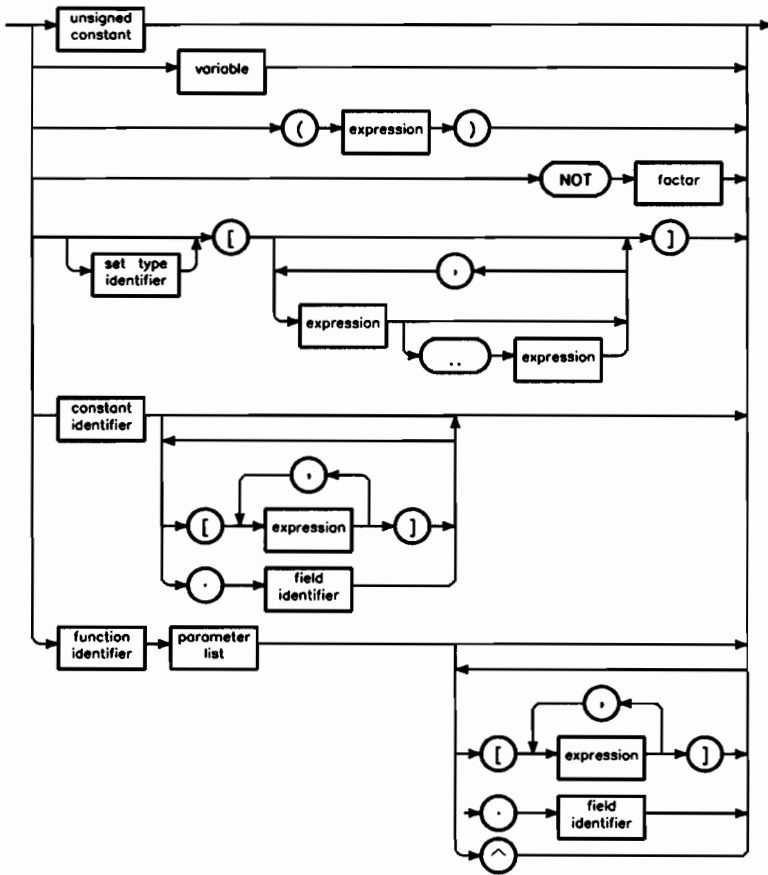 unsigned
constant
variable
( expression )
NOT factor
set type
identifier
[ ]
,
expression
.. expression
constant
identifier
,
[ expression ]
. field
identifier
function
identifier
parameter
list
,
[ expression ]
. field
identifier
^